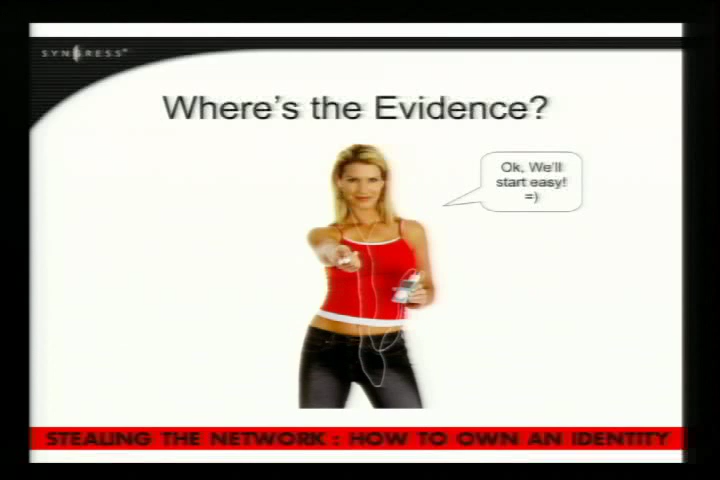 SYNGRESS
Where's the Evidence?
Ok, We'll
start easy!
=)
STEALING THE NETWORK : HOW TO OWN AN IDENTITY